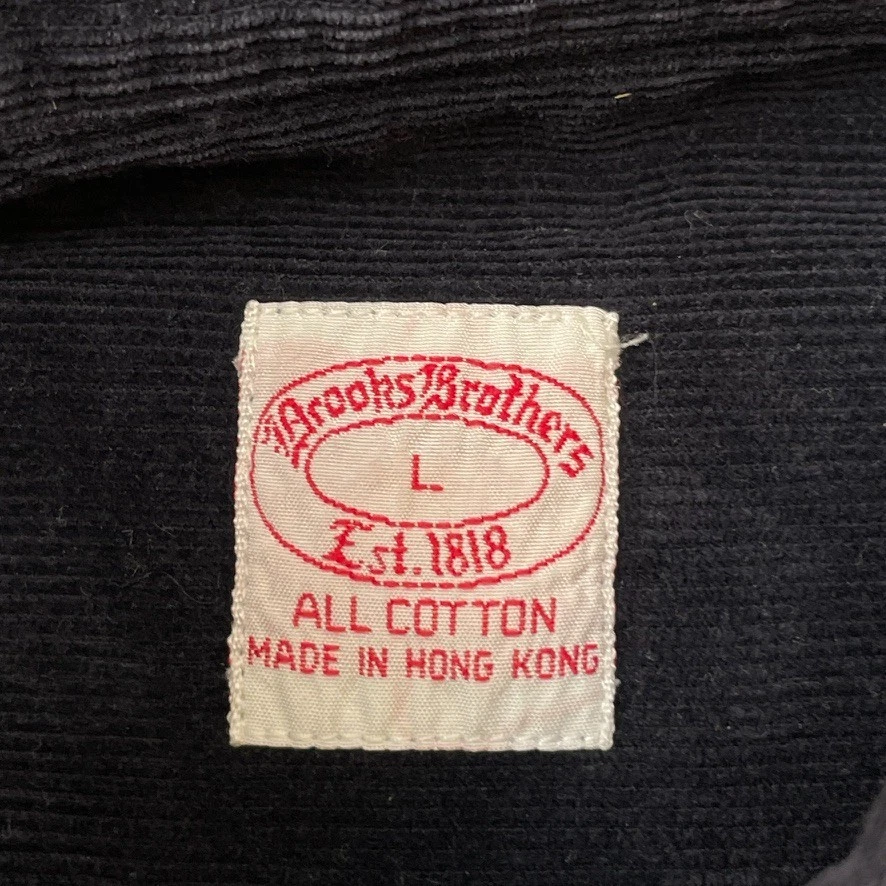 Brooks Brothers
L
Est. 1818
ALL COTTON
MADE IN HONG KONG